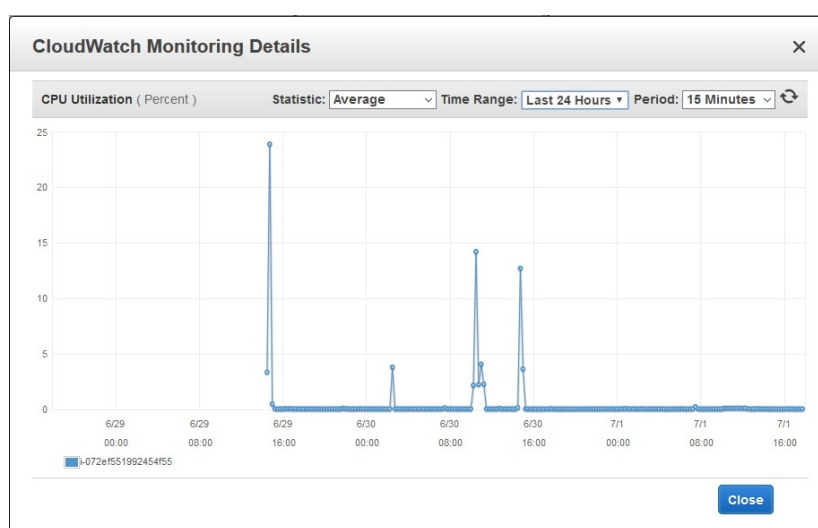 CloudWatch Monitoring Details ×
CPU Utilization ( Percent ) Statistic: Average Time Range: Last 24 Hours Period: 15 Minutes
25
20
15
10
5
0
6/29 6/29 6/29 6/30 6/30 6/30 7/1 7/1 7/1
00:00 08:00 16:00 00:00 08:00 16:00 00:00 08:00 16:00
i-072ef551992454f55
Close